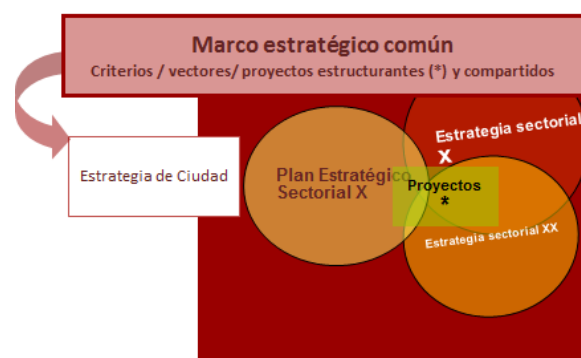 Marco estratégico común
Criterios / vectores/ proyectos estructurantes (*) y compartidos
Estrategia sectorial
X
Estrategia de Ciudad
Plan Estratégico
Sectorial X
Proyectos
*
Estrategia sectorial XX